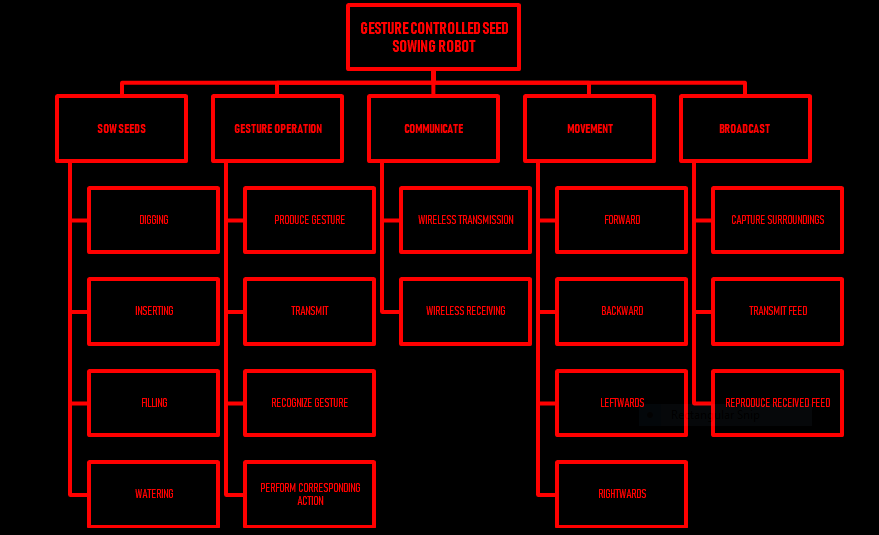 GESTURE CONTROLLED SEED
SOWING ROBOT
SOW SEEDS
GESTURE OPERATION
COMMUNICATE
MOVEMENT
BROADCAST
DIGGING
PRODUCE GESTURE
WIRELESS TRANSMISSION
FORWARD
CAPTURE SURROUNDINGS
INSERTING
TRANSMIT
WIRELESS RECEIVING
BACKWARD
TRANSMIT FEED
FILLING
RECOGNIZE GESTURE
LEFTWARDS
REPRODUCE RECEIVED FEED
WATERING
PERFORM CORRESPONDING
ACTION
RIGHTWARDS